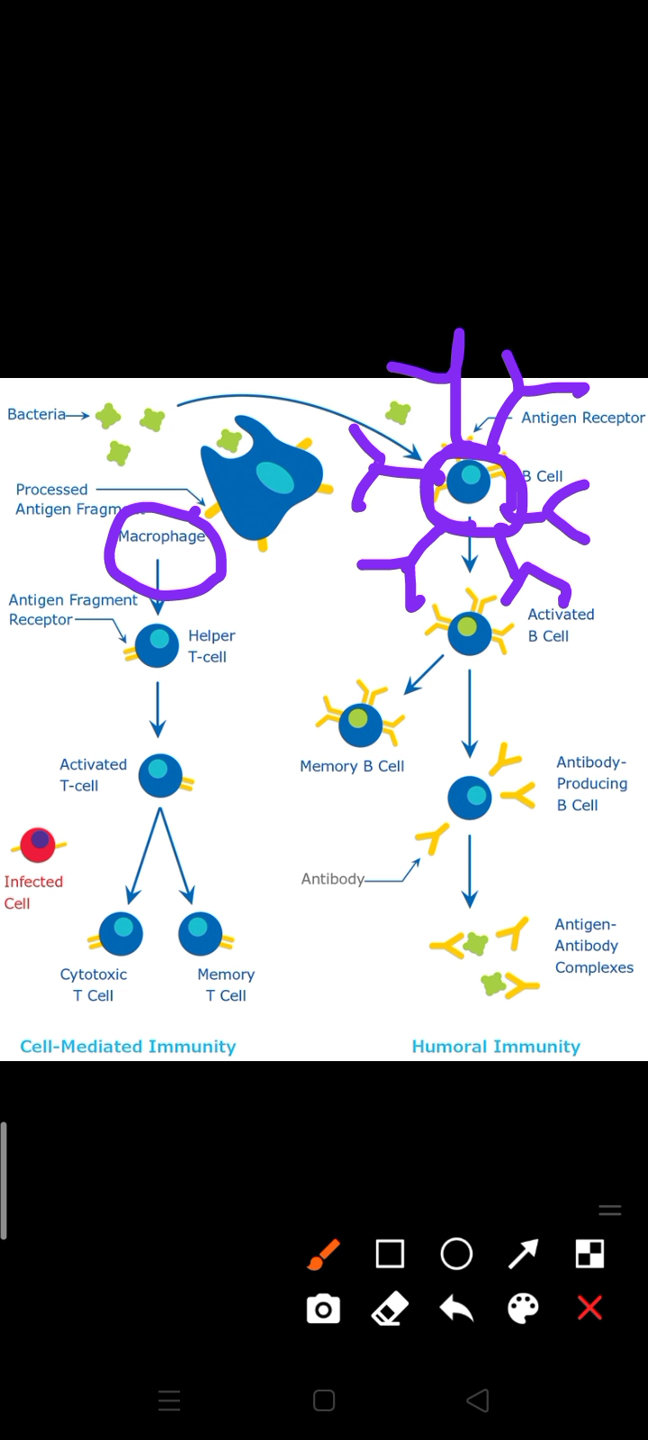 Bacteria
Antigen Receptor
B Cell
Processed
Antigen
Macrophage
Antigen Fragment
Receptor
Helper
T-cell
Activated
B Cell
Memory B Cell
Activated
T-cell
Antibody-
Producing
B Cell
Infected
Cell
Antibody
Antigen-
Antibody
Complexes
Cytotoxic
T Cell
Memory
T Cell
Cell-Mediated Immunity
Humoral Immunity